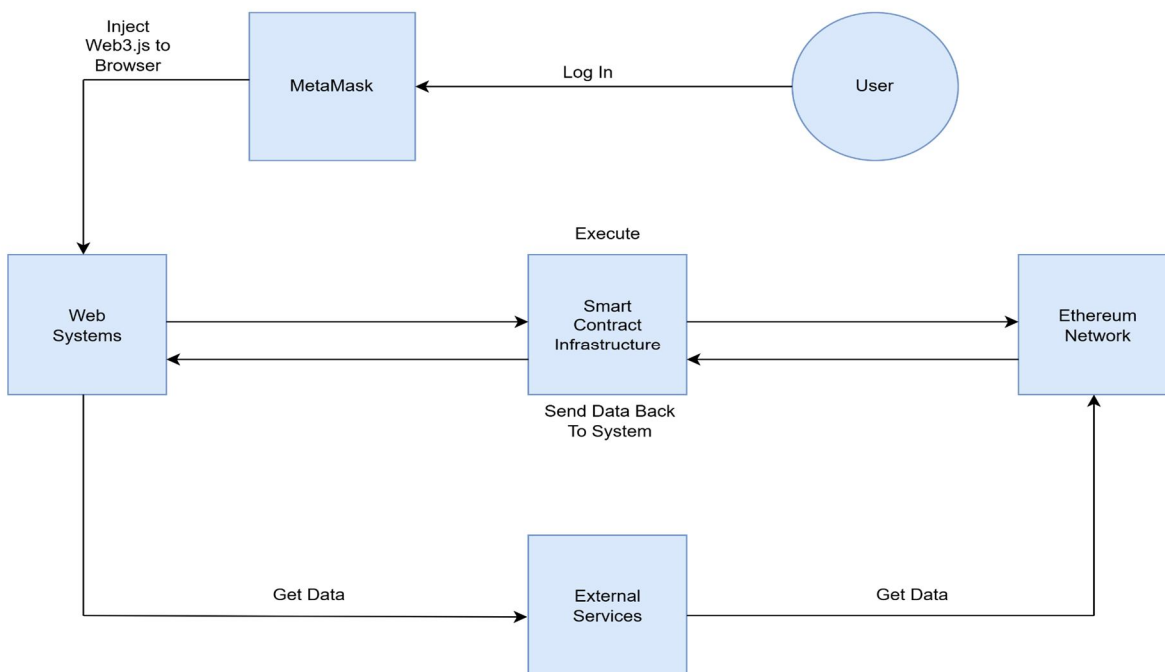 Inject
Web3.js to
Browser
MetaMask
Log In
User
Execute
Web
Systems
Smart
Contract
Infrastructure
Ethereum
Network
Send Data Back
To System
Get Data
External
Services
Get Data